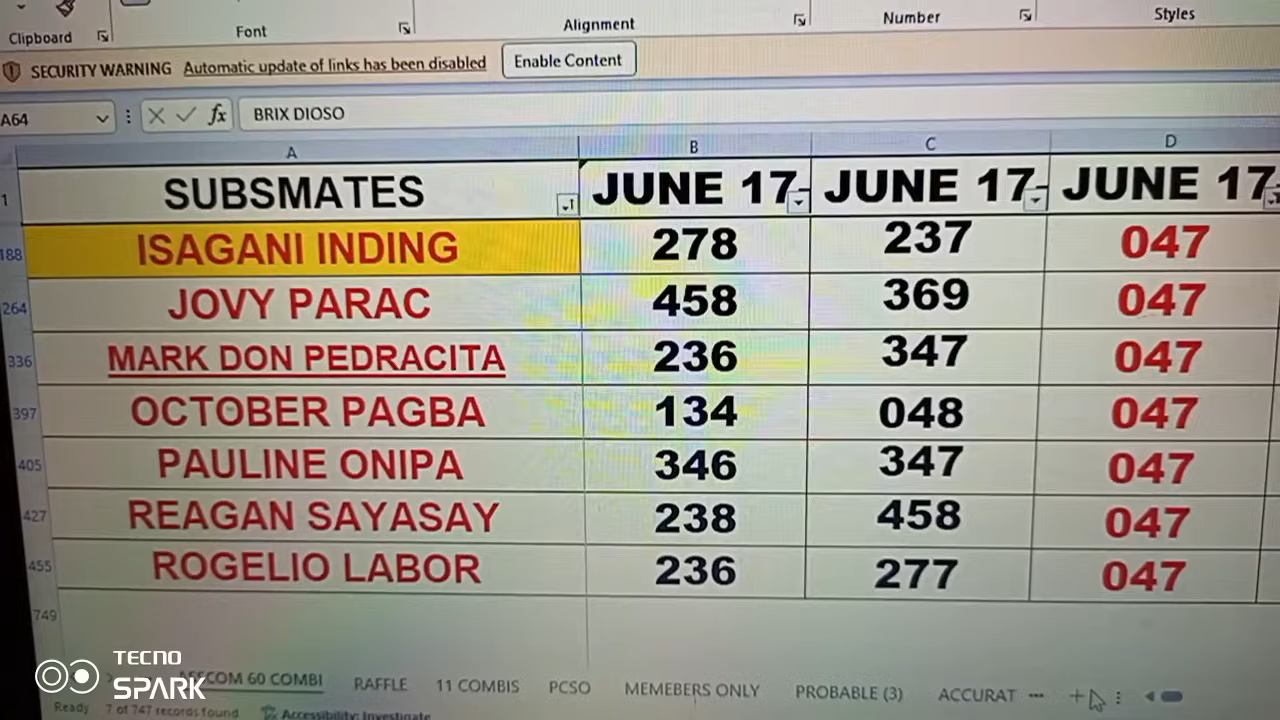 Clipboard Font Alignment Number Styles
SECURITY WARNING Automatic update of links has been disabled Enable Content
A64 fx BRIX DIOSO
A B C D
1 SUBSMATES JUNE 17- JUNE 17- JUNE 17-
188 ISAGANI INDING 278 237 047
264 JOVY PARAC 458 369 047
336 MARK DON PEDRACITA 236 347 047
397 OCTOBER PAGBA 134 048 047
405 PAULINE ONIPA 346 347 047
427 REAGAN SAYASAY 238 458 047
455 ROGELIO LABOR 236 277 047
749
COM 60 COMBI RAFFLE 11 COMBIS PCSO MEMEBERS ONLY PROBABLE (3) ACCURAT ...
Ready 7 of 747 records found Accessibility: Investigate
TECNO
SPARK